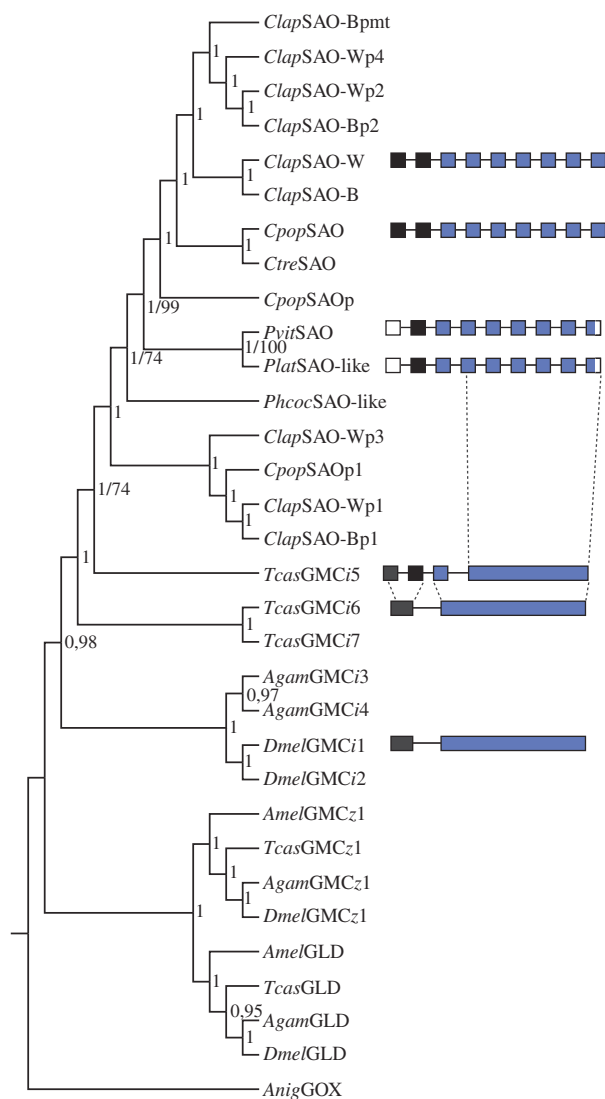 ClapSAO-Bpmt
1
ClapSAO-Wp4
1
ClapSAO-Wp2
1
1
ClapSAO-Bp2
1
ClapSAO-W
1
1
ClapSAO-B
CpopSAO
1
1
CtreSAO
CpopSAOp
1/99
PvitSAO
1/100
1/74
PlatSAO-like
PhcocSAO-like
1
ClapSAO-Wp3
1
CpopSAOp1
1
1/74
ClapSAO-Wp1
1
ClapSAO-Bp1
1
TcasGMCi5
TcasGMCi6
1
0,98
TcasGMCi7
AgamGMCi3
0,97
AgamGMCi4
1
DmelGMCi1
1
DmelGMCi2
AmelGMCz1
1
TcasGMCz1
1
AgamGMCz1
1
1
DmelGMCz1
AmelGLD
1
TcasGLD
0,95
AgamGLD
1
DmelGLD
AnigGOX